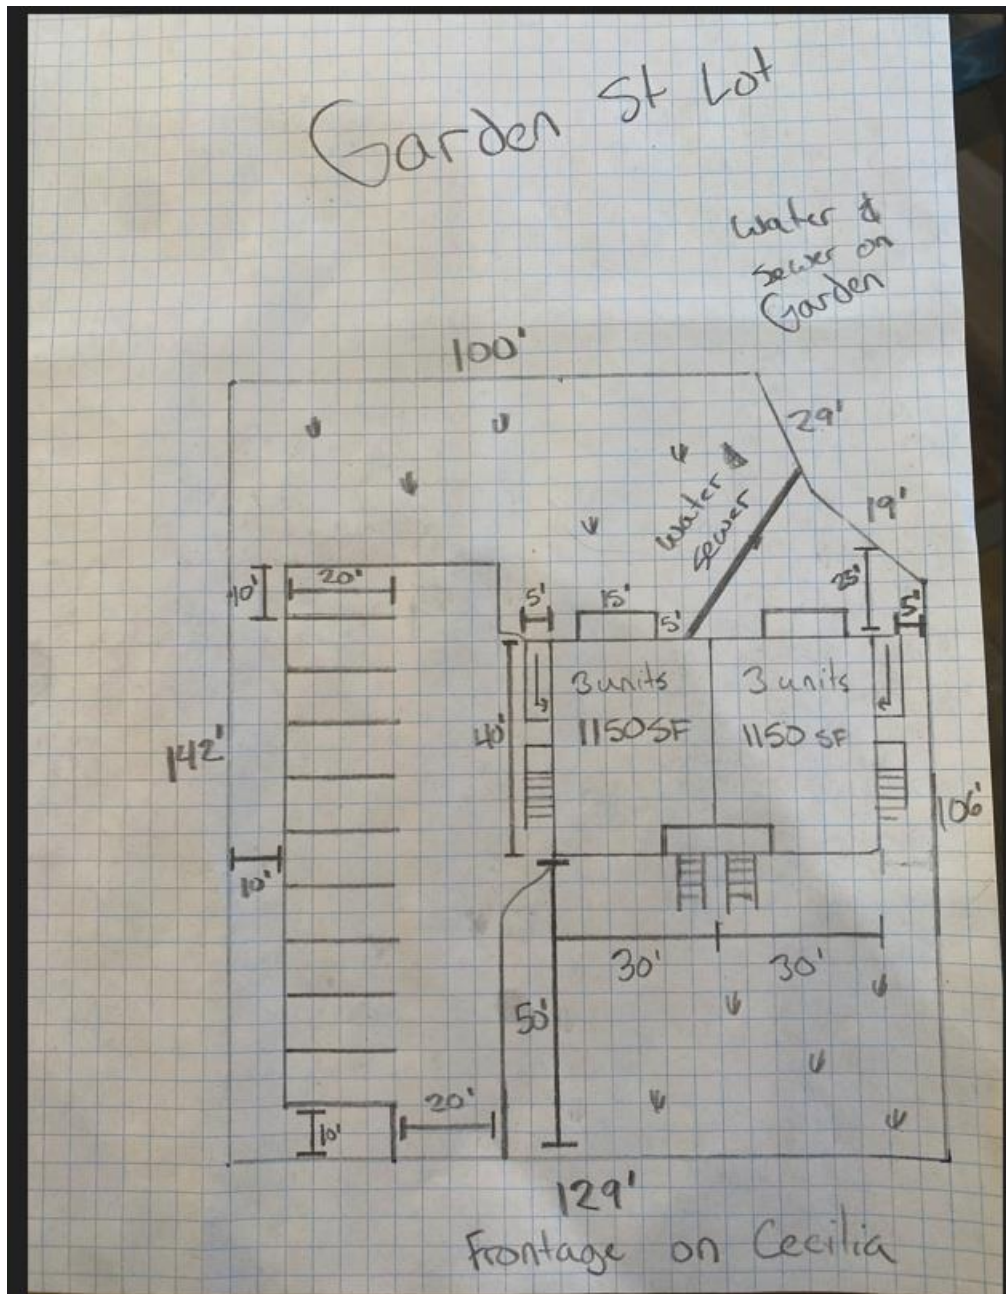 Garden St Lot
Water &
Sewer on
Garden
100'
29'
19'
Water &
sewer
10'
20'
5'
15'
5'
25'
5'
3 units
1150 SF
3 units
1150 SF
40'
142'
106'
10'
30'
30'
50'
20'
10'
129'
Frontage on Cecilia